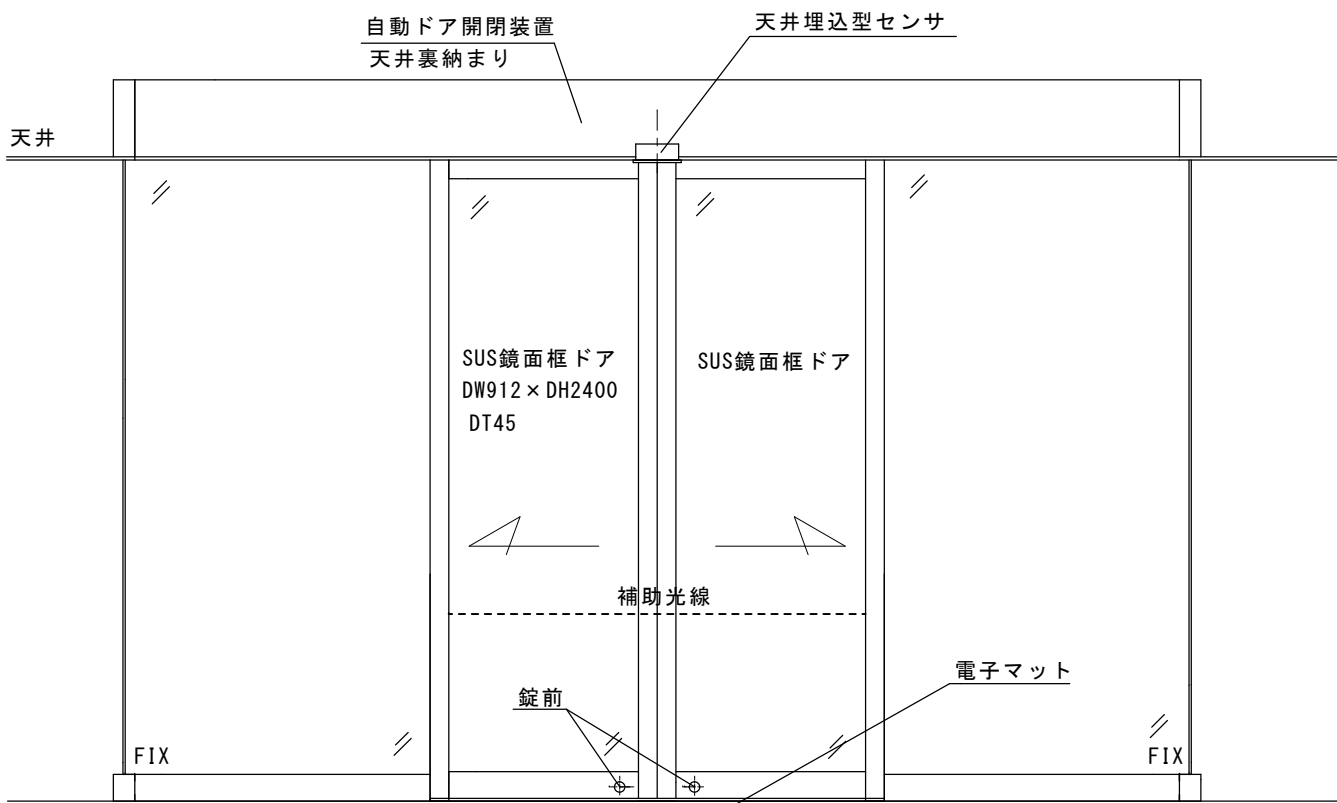 自動ドア開閉装置
天井裏納まり
天井埋込型センサ
天井
SUS鏡面框ドア
DW912×DH2400
DT45
SUS鏡面框ドア
補助光線
電子マット
錠前
FIX
FIX